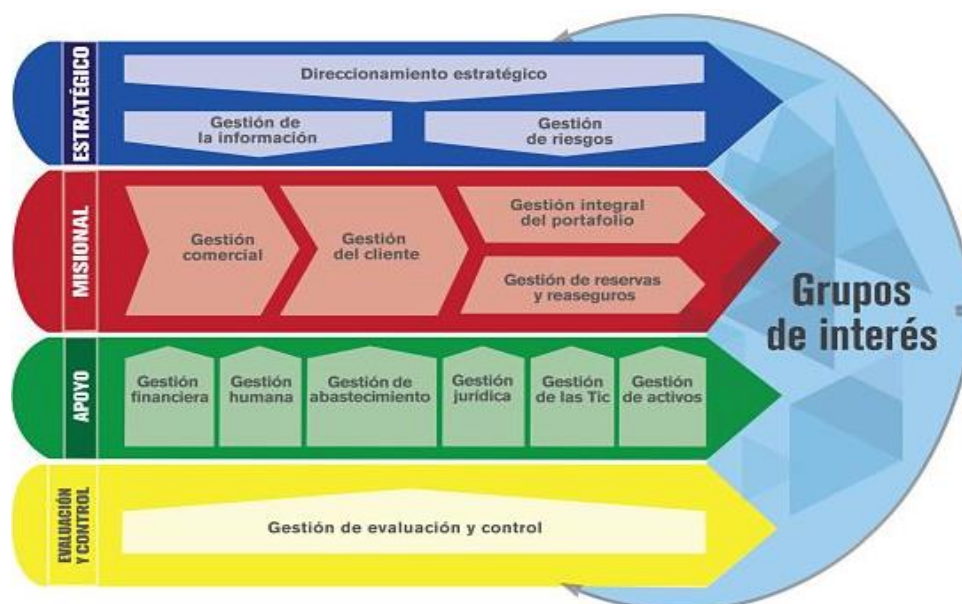 ESTRATÉGICO
Direccionamiento estratégico
Gestión de
la información
Gestión
de riesgos
MISIONAL
Gestión
comercial
Gestión
del cliente
Gestión integral
del portafolio
Gestión de reservas
y reaseguros
APOYO
Gestión
financiera
Gestión
humana
Gestión de
abastecimiento
Gestión
jurídica
Gestión
de las Tic
Gestión
de activos
EVALUACIÓN
Y CONTROL
Gestión de evaluación y control
Grupos
de interés